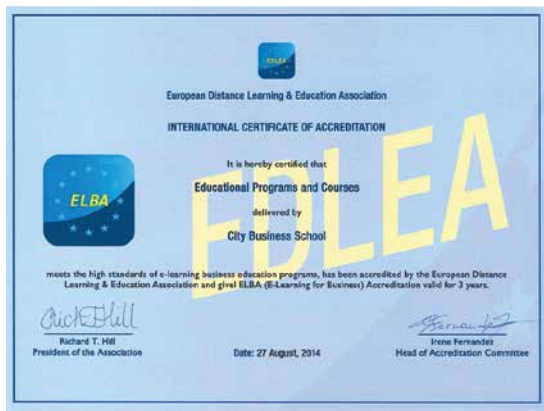 EDLEA
European Distance Learning & Education Association
INTERNATIONAL CERTIFICATE OF ACCREDITATION
It is hereby certified that
Educational Programs and Courses
delivered by
City Business School
ELBA
EDLEA
meets the high standards of e-learning business education programs, has been accredited by the European Distance
Learning & Education Association and givel ELBA (E-Learning for Business) Accreditation valid for 3 years.
Richard T. Hill
President of the Association
Date: 27 August, 2014
Irene Fernandez
Head of Accreditation Committee